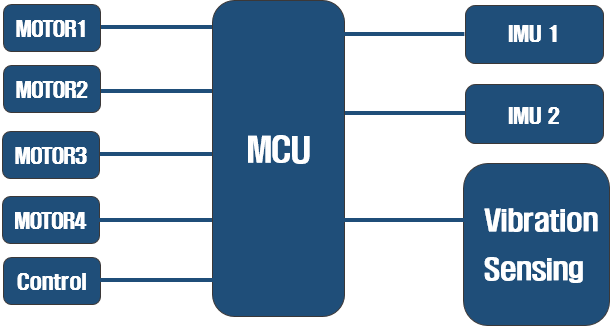 MOTOR1
MOTOR2
MOTOR3
MOTOR4
Control
MCU
IMU 1
IMU 2
Vibration
Sensing